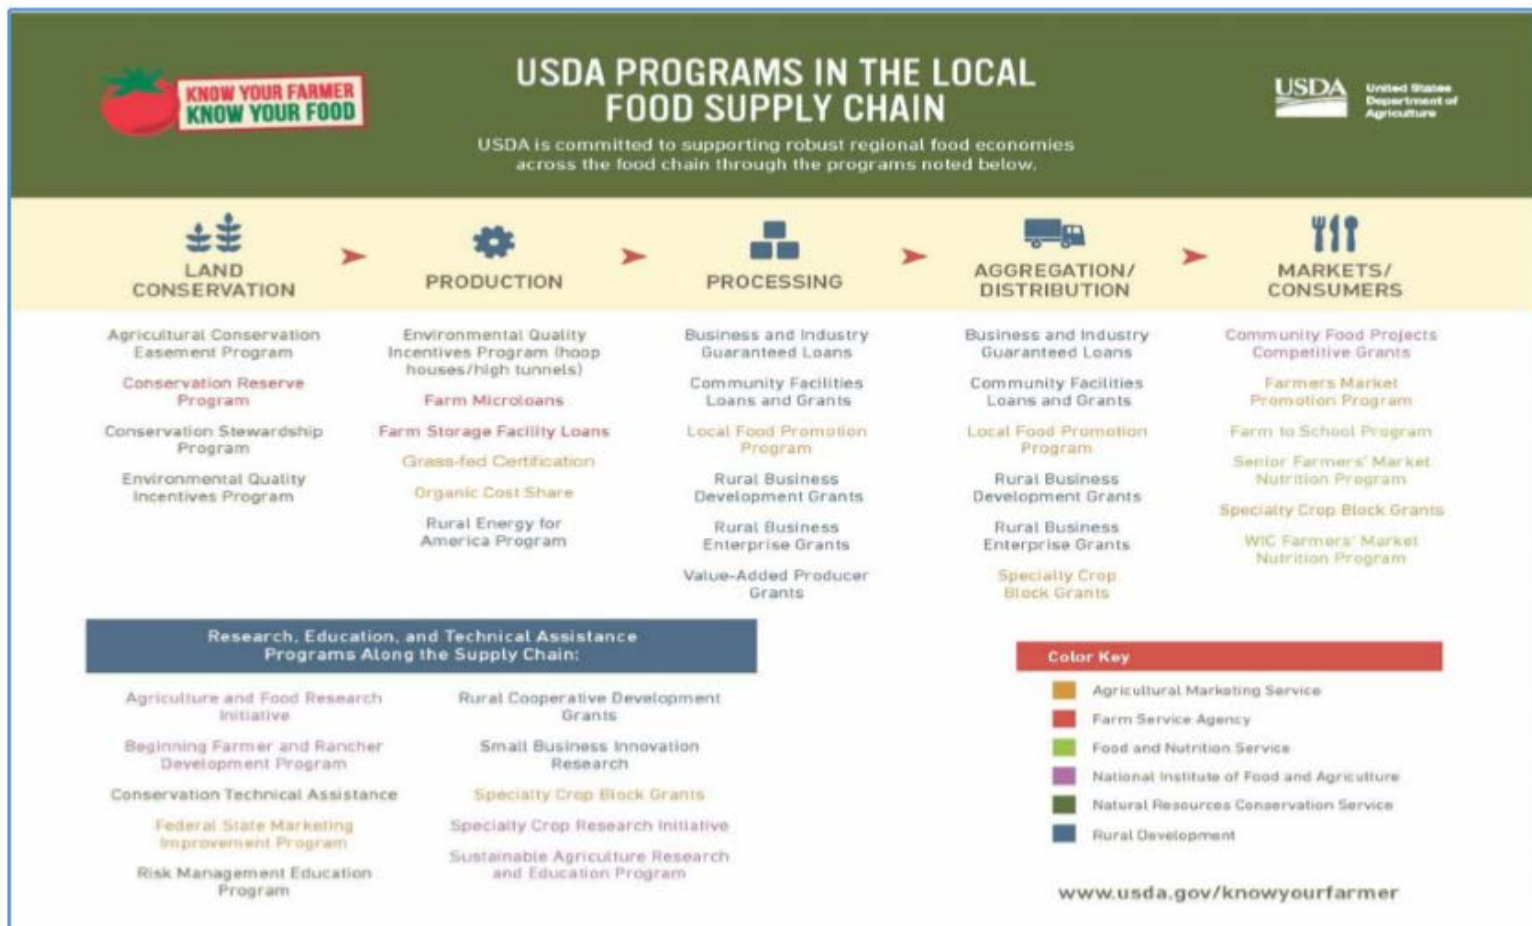 KNOW YOUR FARMER
KNOW YOUR FOOD
USDA PROGRAMS IN THE LOCAL
FOOD SUPPLY CHAIN
USDA is committed to supporting robust regional food economies
across the food chain through the programs noted below.
USDA
United States
Department of
Agriculture
LAND
CONSERVATION
PRODUCTION
PROCESSING
AGGREGATION/
DISTRIBUTION
MARKETS/
CONSUMERS
Agricultural Conservation
Easement Program
Conservation Reserve
Program
Conservation Stewardship
Program
Environmental Quality
Incentives Program
Environmental Quality
Incentives Program (hoop
houses/high tunnels)
Farm Microloans
Farm Storage Facility Loans
Grass-fed Certification
Organic Cost Share
Rural Energy for
America Program
Business and Industry
Guaranteed Loans
Community Facilities
Loans and Grants
Local Food Promotion
Program
Rural Business
Development Grants
Rural Business
Enterprise Grants
Value-Added Producer
Grants
Business and Industry
Guaranteed Loans
Community Facilities
Loans and Grants
Local Food Promotion
Program
Rural Business
Development Grants
Rural Business
Enterprise Grants
Specialty Crop
Block Grants
Community Food Projects
Competitive Grants
Farmers Market
Promotion Program
Farm to School Program
Senior Farmers' Market
Nutrition Program
Specialty Crop Block Grants
WIC Farmers' Market
Nutrition Program
Research, Education, and Technical Assistance
Programs Along the Supply Chain:
Agriculture and Food Research
Initiative
Beginning Farmer and Rancher
Development Program
Conservation Technical Assistance
Federal State Marketing
Improvement Program
Risk Management Education
Program
Rural Cooperative Development
Grants
Small Business Innovation
Research
Specialty Crop Block Grants
Specialty Crop Research Initiative
Sustainable Agriculture Research
and Education Program
Color Key
Agricultural Marketing Service
Farm Service Agency
Food and Nutrition Service
National Institute of Food and Agriculture
Natural Resources Conservation Service
Rural Development
www.usda.gov/knowyourfarmer